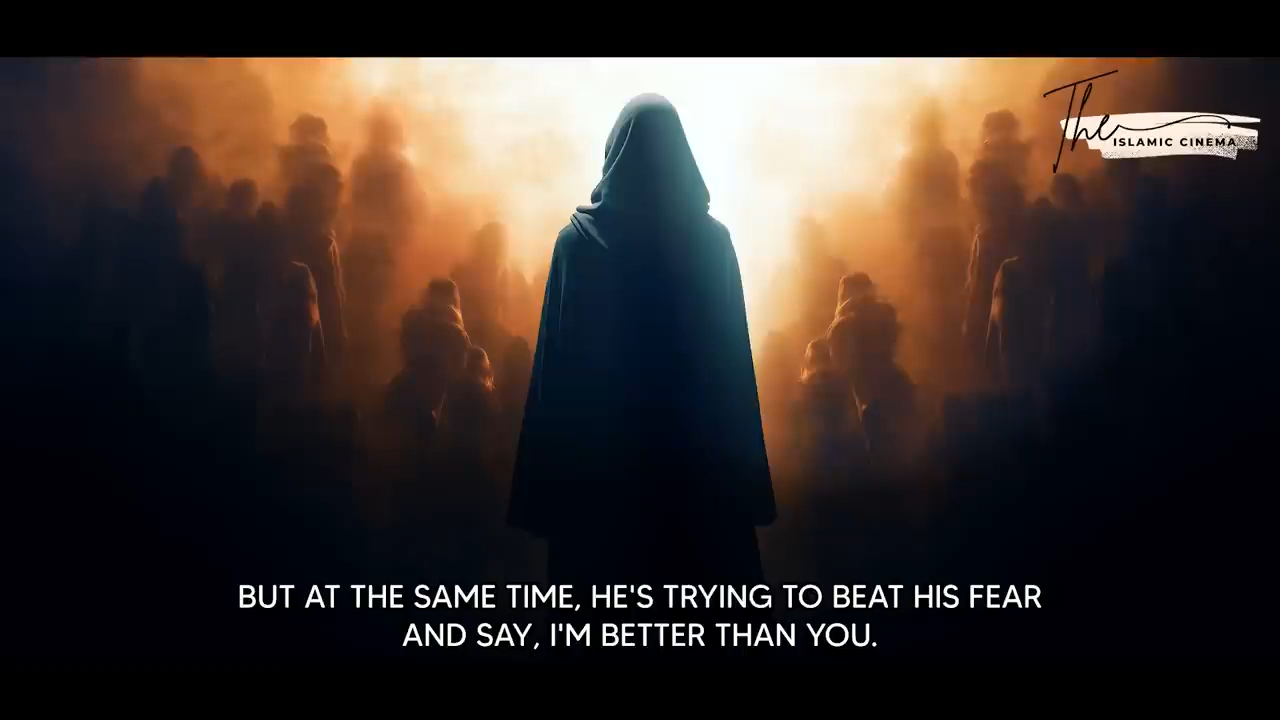 The
ISLAMIC CINEMA
BUT AT THE SAME TIME, HE'S TRYING TO BEAT HIS FEAR
AND SAY, I'M BETTER THAN YOU.